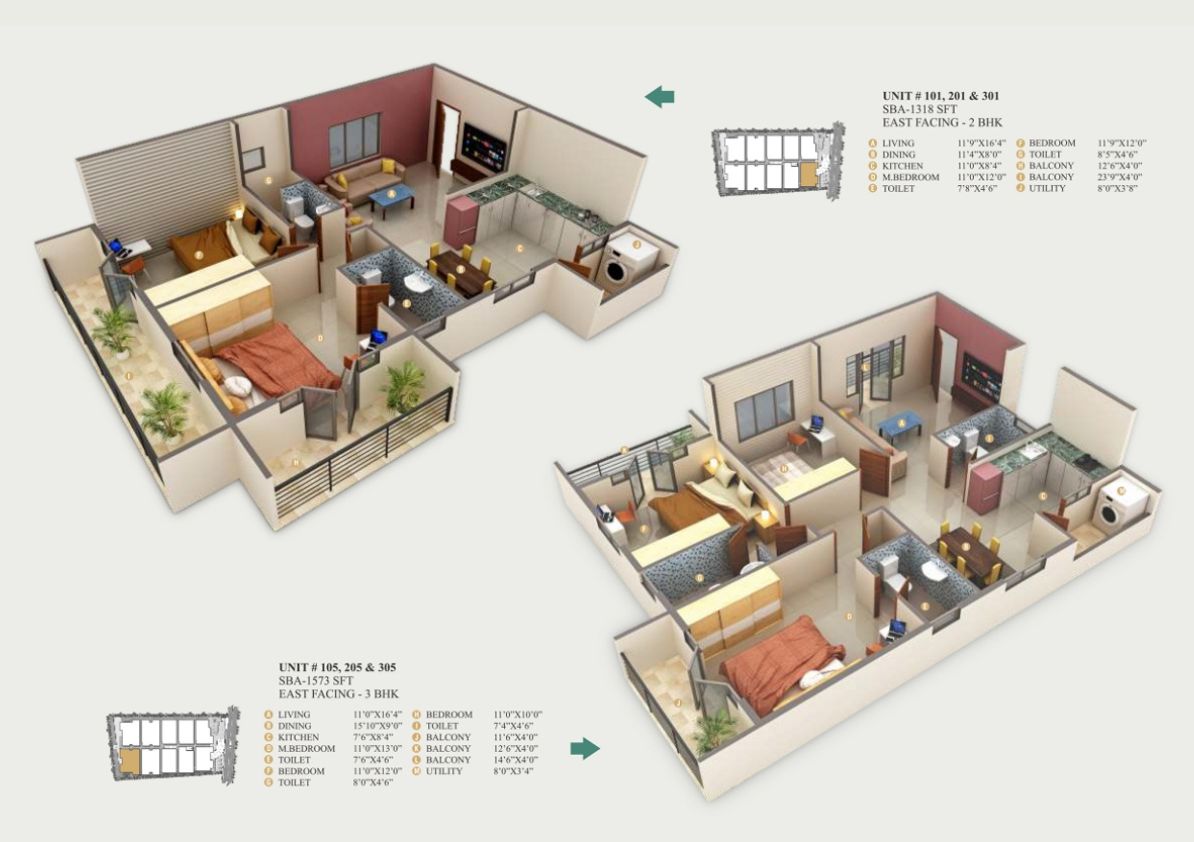 UNIT # 101, 201 & 301
SBA-1318 SFT
EAST FACING - 2 BHK
A LIVING 11'9"X16'4" F BEDROOM 11'9"X12'0"
B DINING 11'4"X8'0" G TOILET 8'5"X4'6"
C KITCHEN 11'0"X8'4" H BALCONY 12'6"X4'0"
D M.BEDROOM 11'0"X12'0" I BALCONY 23'9"X4'0"
E TOILET 7'8"X4'6" J UTILITY 8'0"X3'8"
UNIT # 105, 205 & 305
SBA-1573 SFT
EAST FACING - 3 BHK
A LIVING 11'0"X16'4" H BEDROOM 11'0"X10'0"
B DINING 15'10"X9'0" I TOILET 7'4"X4'6"
C KITCHEN 7'6"X8'4" J BALCONY 11'6"X4'0"
D M.BEDROOM 11'0"X13'0" K BALCONY 12'6"X4'0"
E TOILET 7'6"X4'6" L BALCONY 14'6"X4'0"
F BEDROOM 11'0"X12'0" M UTILITY 8'0"X3'4"
G TOILET 8'0"X4'6"